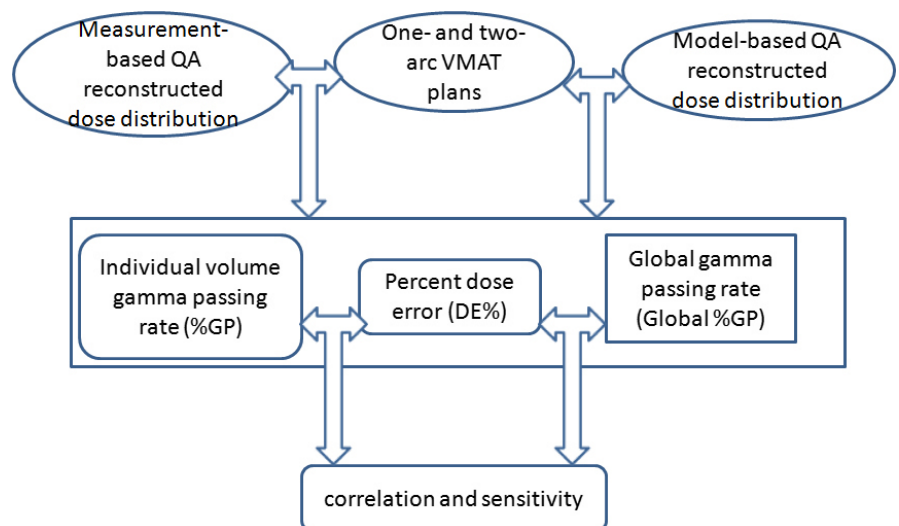 Measurement-
based QA
reconstructed
dose distribution
One- and two-
arc VMAT
plans
Model-based QA
reconstructed
dose distribution
Individual volume
gamma passing
rate (%GP)
Percent dose
error (DE%)
Global gamma
passing rate
(Global %GP)
correlation and sensitivity